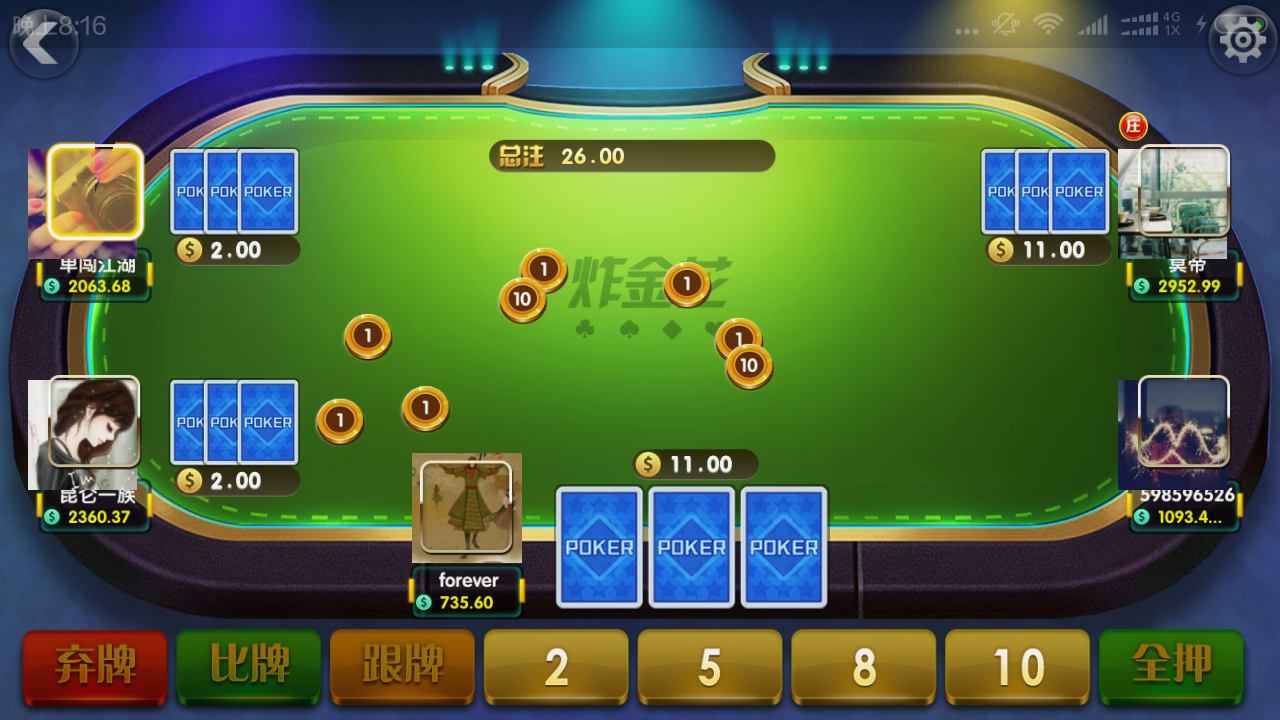 晚上8:16
4G
1X
庄
总注 26.00
POK POK POKER
POK POK POKER
$ 2.00
$ 11.00
单闯江湖
$ 2063.68
冥帝
$ 2952.99
炸金花
1
10
1
1
1
10
1
1
POK POK POKER
$ 2.00
$ 11.00
昆仑一族
$ 2360.37
598596526
$ 1093.4...
POKER POKER POKER
forever
$ 735.60
弃牌 比牌 跟牌 2 5 8 10 全押